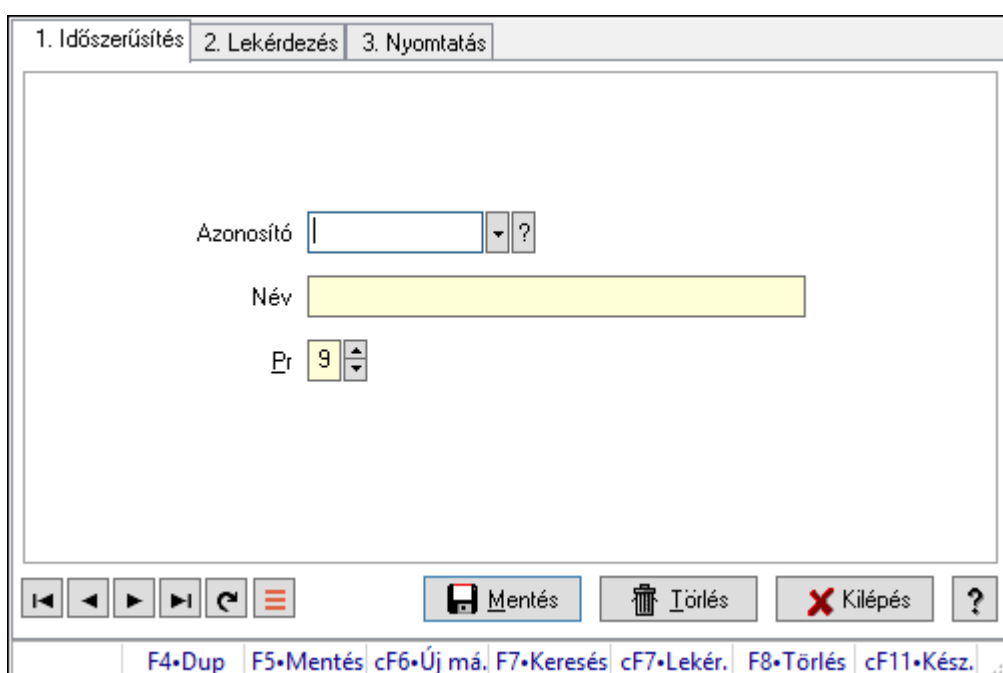 1. Időszerűsítés 2. Lekérdezés 3. Nyomtatás
Azonosító ?
Név
Pr 9
Mentés Törlés Kilépés ?
F4•Dup F5•Mentés cF6•Új má. F7•Keresés cF7•Lekér. F8•Törlés cF11•Kész.